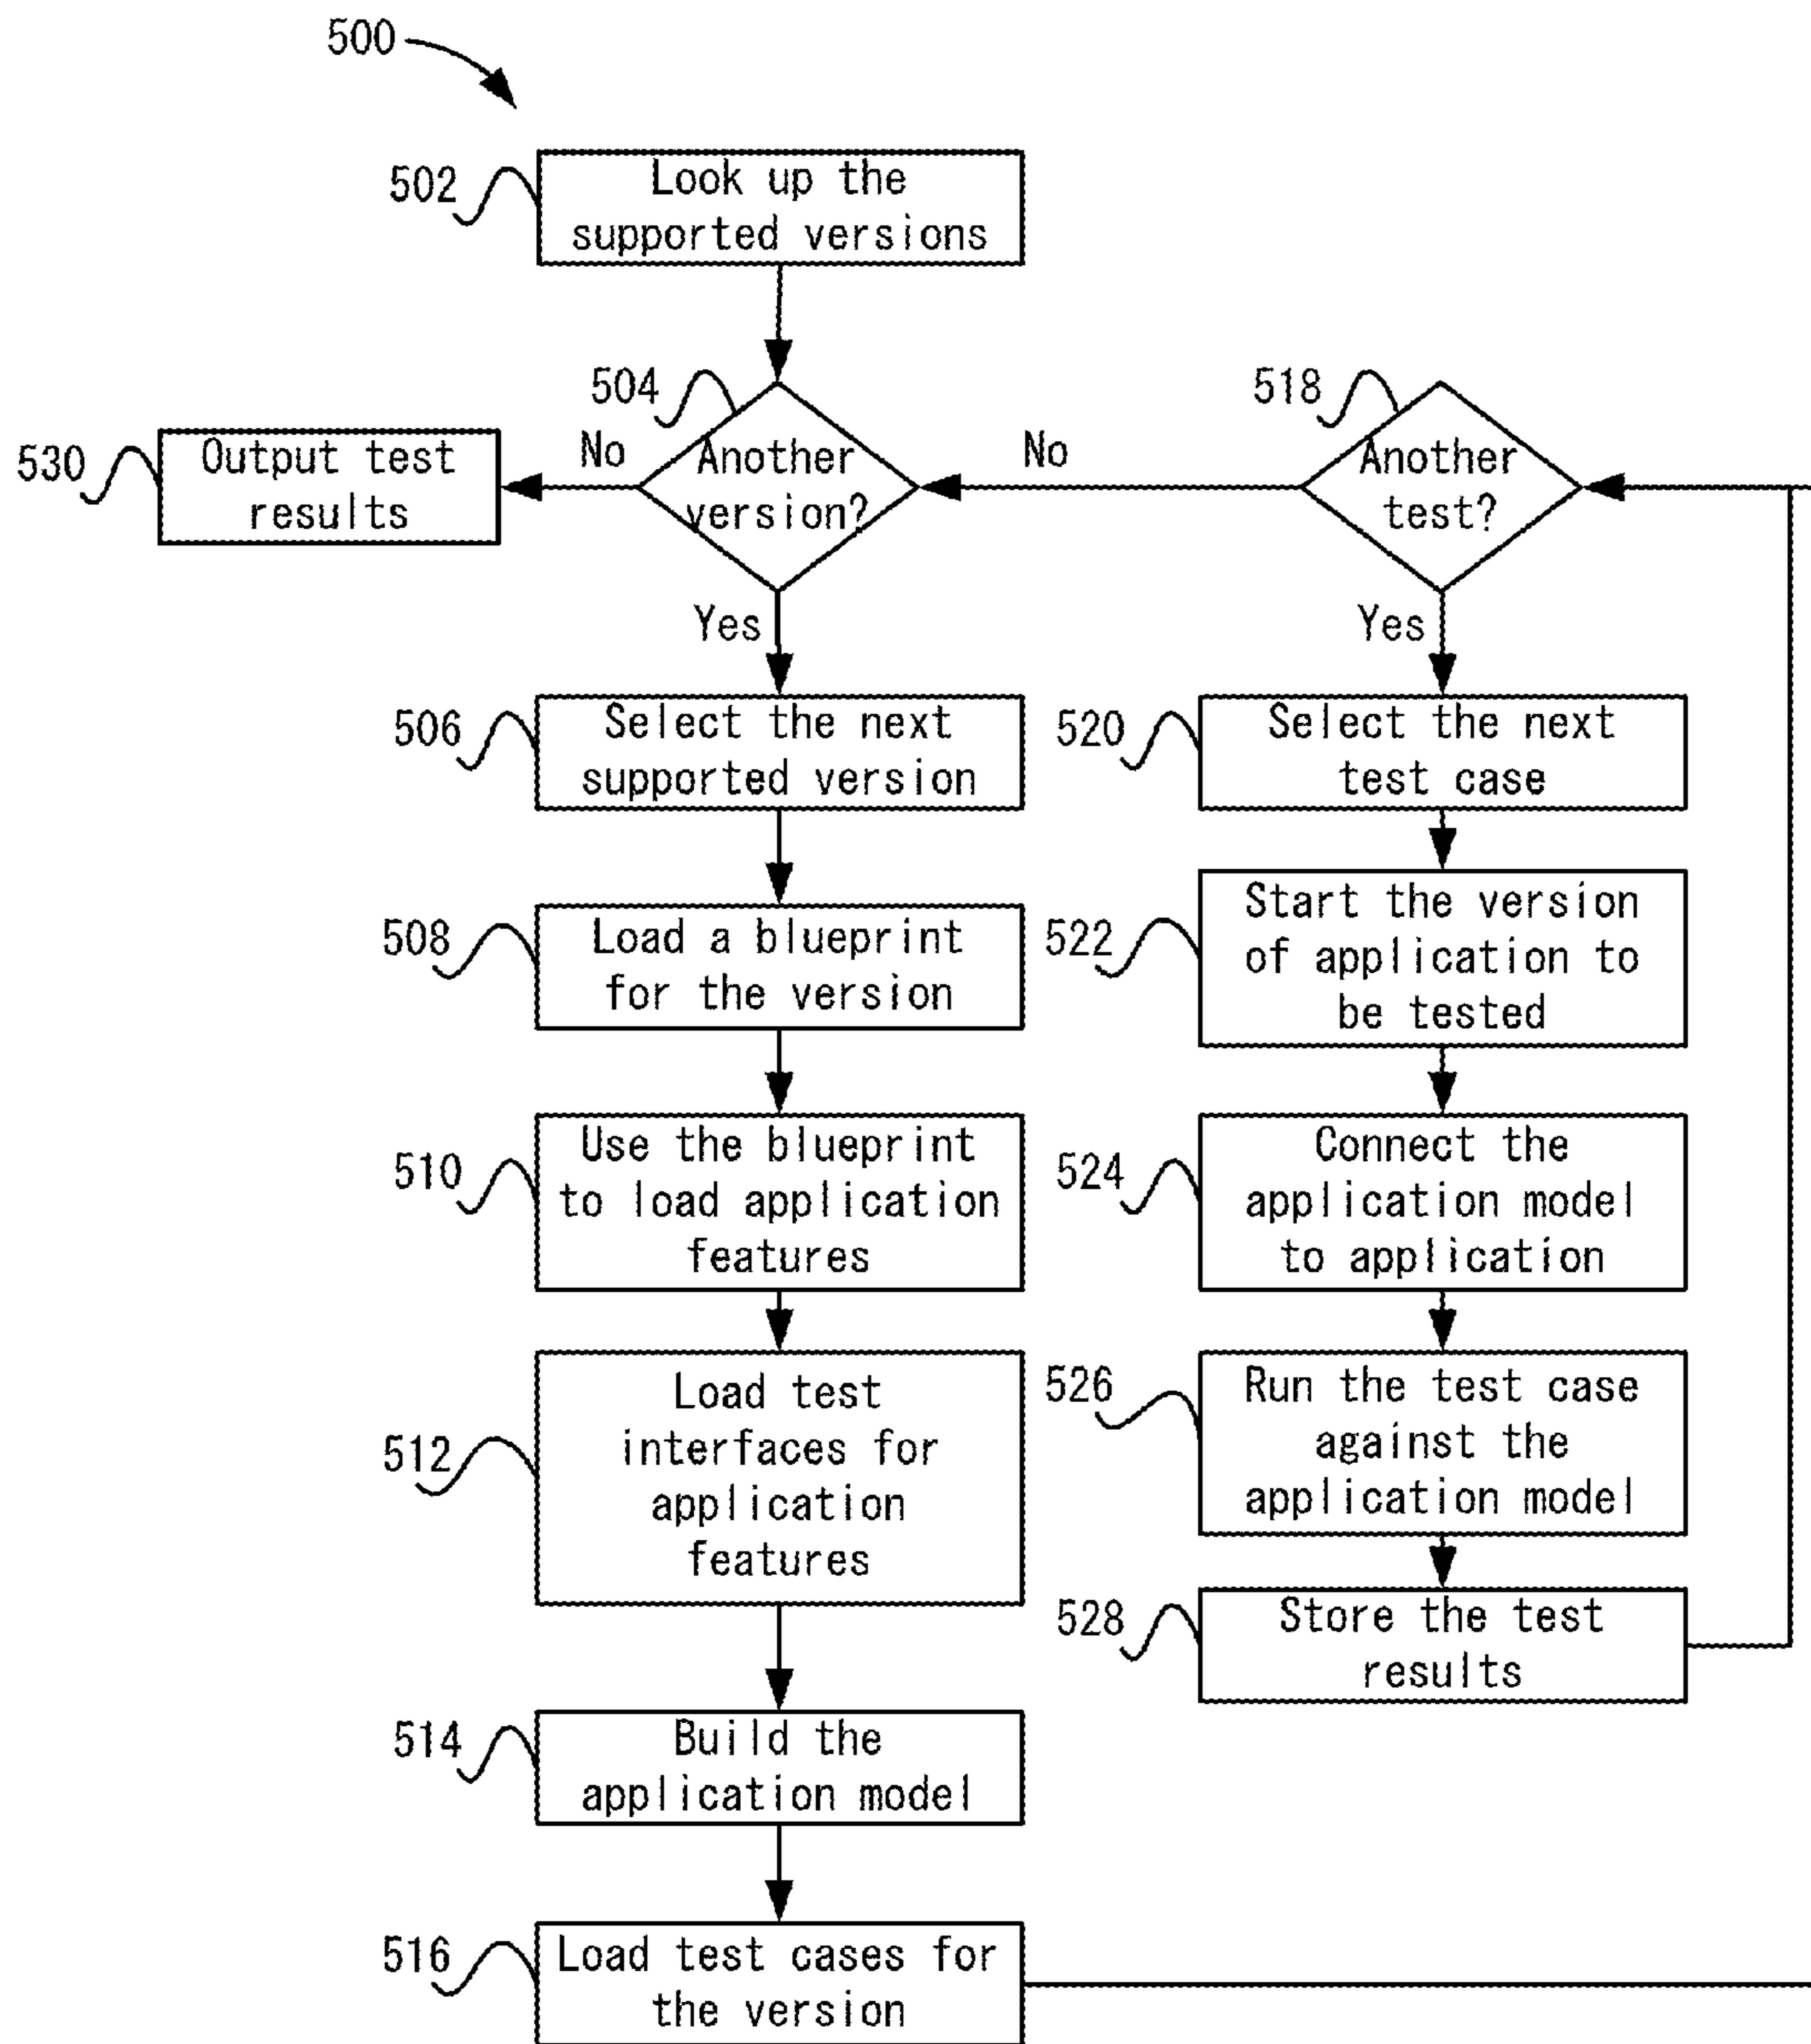 500
502
Look up the
supported versions
504
Another
version?
No
530
Output test
results
518
Another
test?
No
Yes
Yes
506
Select the next
supported version
508
Load a blueprint
for the version
510
Use the blueprint
to load application
features
512
Load test
interfaces for
application
features
514
Build the
application model
516
Load test cases for
the version
520
Select the next
test case
522
Start the version
of application to
be tested
524
Connect the
application model
to application
526
Run the test case
against the
application model
528
Store the test
results